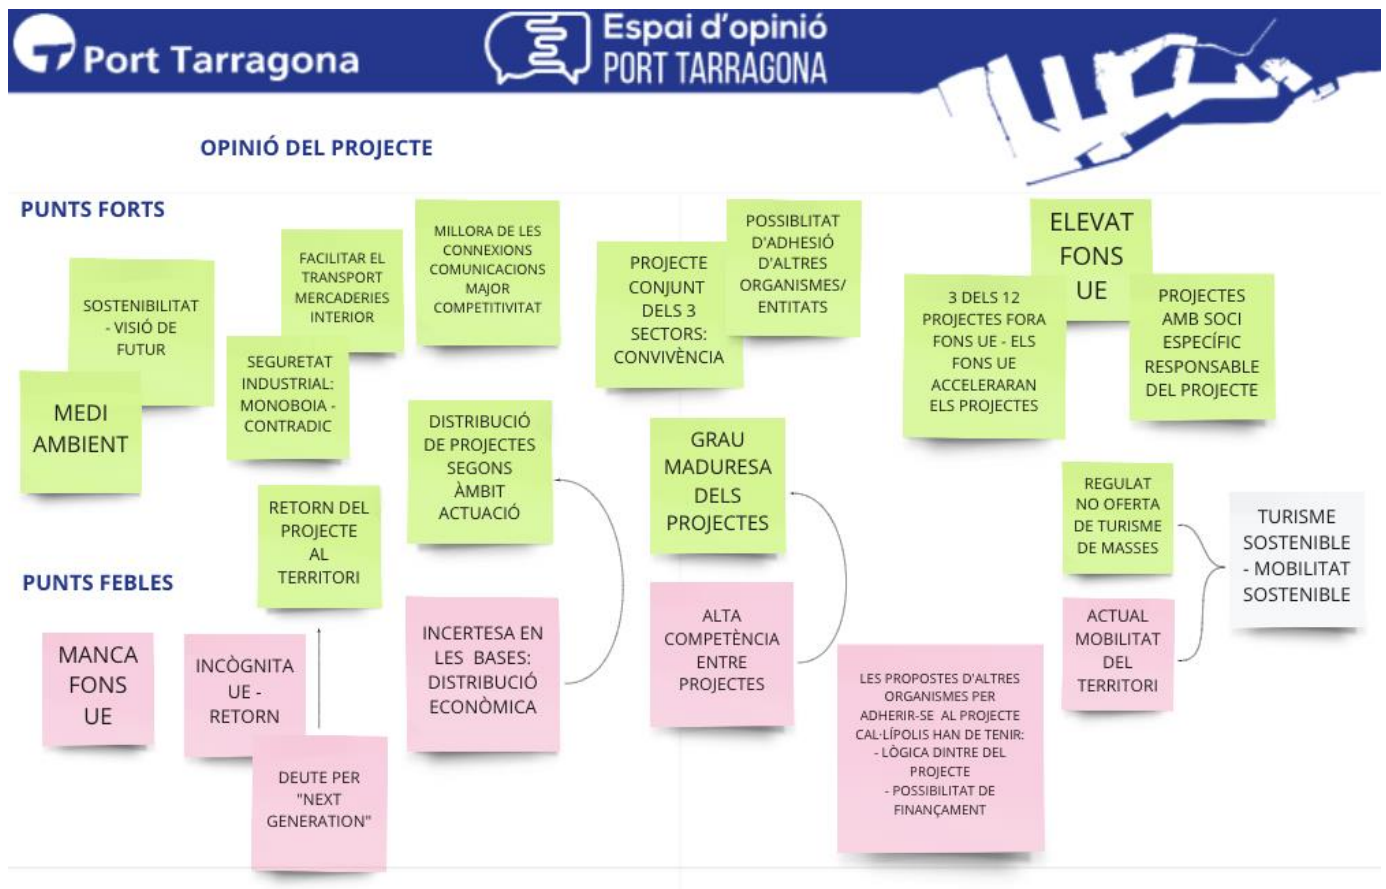 Port Tarragona
Espai d'opinió
PORT TARRAGONA
OPINIÓ DEL PROJECTE
PUNTS FORTS
MEDI
AMBIENT
SOSTENIBILITAT
- VISIÓ DE
FUTUR
FACILITAR EL
TRANSPORT
MERCADERIES
INTERIOR
SEGURETAT
INDUSTRIAL:
MONOBOIA -
CONTRADIC
MILLORA DE LES
CONNEXIONS
COMUNICACIONS
MAJOR
COMPETITIVITAT
PROJECTE
CONJUNT
DELS 3
SECTORS:
CONVIVÈNCIA
POSSIBLITAT
D'ADHESIÓ
D'ALTRES
ORGANISMES/
ENTITATS
ELEVAT
FONS
UE
3 DELS 12
PROJECTES FORA
FONS UE - ELS
FONS UE
ACCELERARAN
ELS PROJECTES
PROJECTES
AMB SOCI
ESPECÍFIC
RESPONSABLE
DEL PROJECTE
RETORN DEL
PROJECTE
AL
TERRITORI
DISTRIBUCIÓ
DE PROJECTES
SEGONS
ÀMBIT
ACTUACIÓ
GRAU
MADURESA
DELS
PROJECTES
REGULAT
NO OFERTA
DE TURISME
DE MASSES
TURISME
SOSTENIBLE
- MOBILITAT
SOSTENIBLE
PUNTS FEBLES
MANCA
FONS
UE
INCÒGNITA
UE -
RETORN
DEUTE PER
"NEXT
GENERATION"
INCERTESA EN
LES BASES:
DISTRIBUCIÓ
ECONÒMICA
ALTA
COMPETÈNCIA
ENTRE
PROJECTES
LES PROPOSTES D'ALTRES
ORGANISMES PER
ADHERIR-SE AL PROJECTE
CAL·LÍPOLIS HAN DE TENIR:
- LÒGICA DINTRE DEL
PROJECTE
- POSSIBILITAT DE
FINANÇAMENT
ACTUAL
MOBILITAT
DEL
TERRITORI